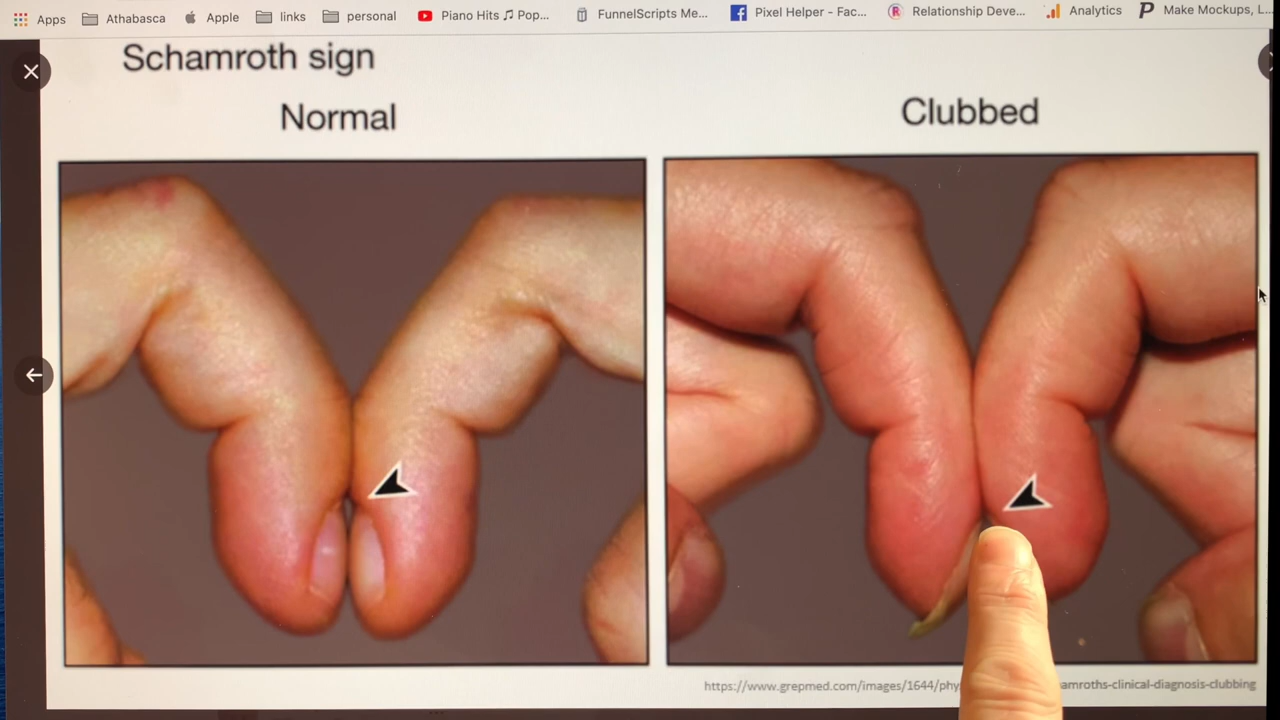 Apps Athabasca Apple links personal Piano Hits ♫ Pop... FunnelScripts Me... Pixel Helper - Fac... Relationship Deve... Analytics Make Mockups, L...
Schamroth sign
Normal
Clubbed
https://www.grepmed.com/images/1644/phy amroths-clinical-diagnosis-clubbing